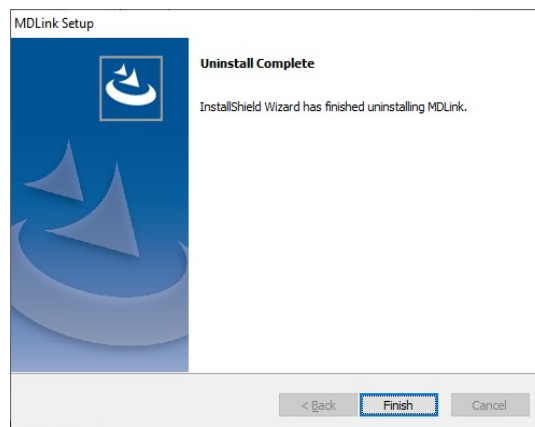 MDLink Setup
Uninstall Complete
InstallShield Wizard has finished uninstalling MDLink.
< Back
Finish
Cancel